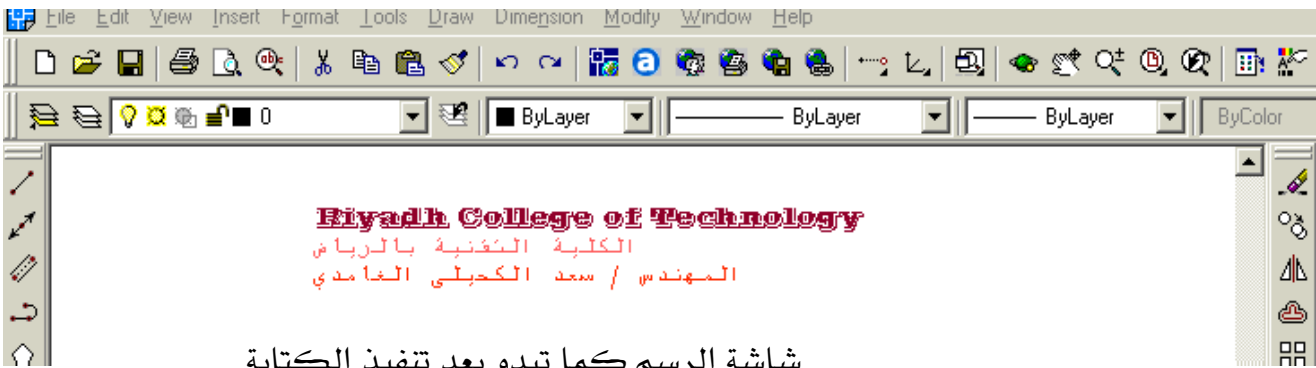 File Edit View Insert Format Tools Draw Dimension Modify Window Help
0 ByLayer ByLayer ByLayer ByColor
Riyadh College of Technology
الكلية التقنية بالرياض
المهندس / سعد الكحيلى الغامدي
شاشة الرسم كما تبدو بعد تنفيذ الكتابة